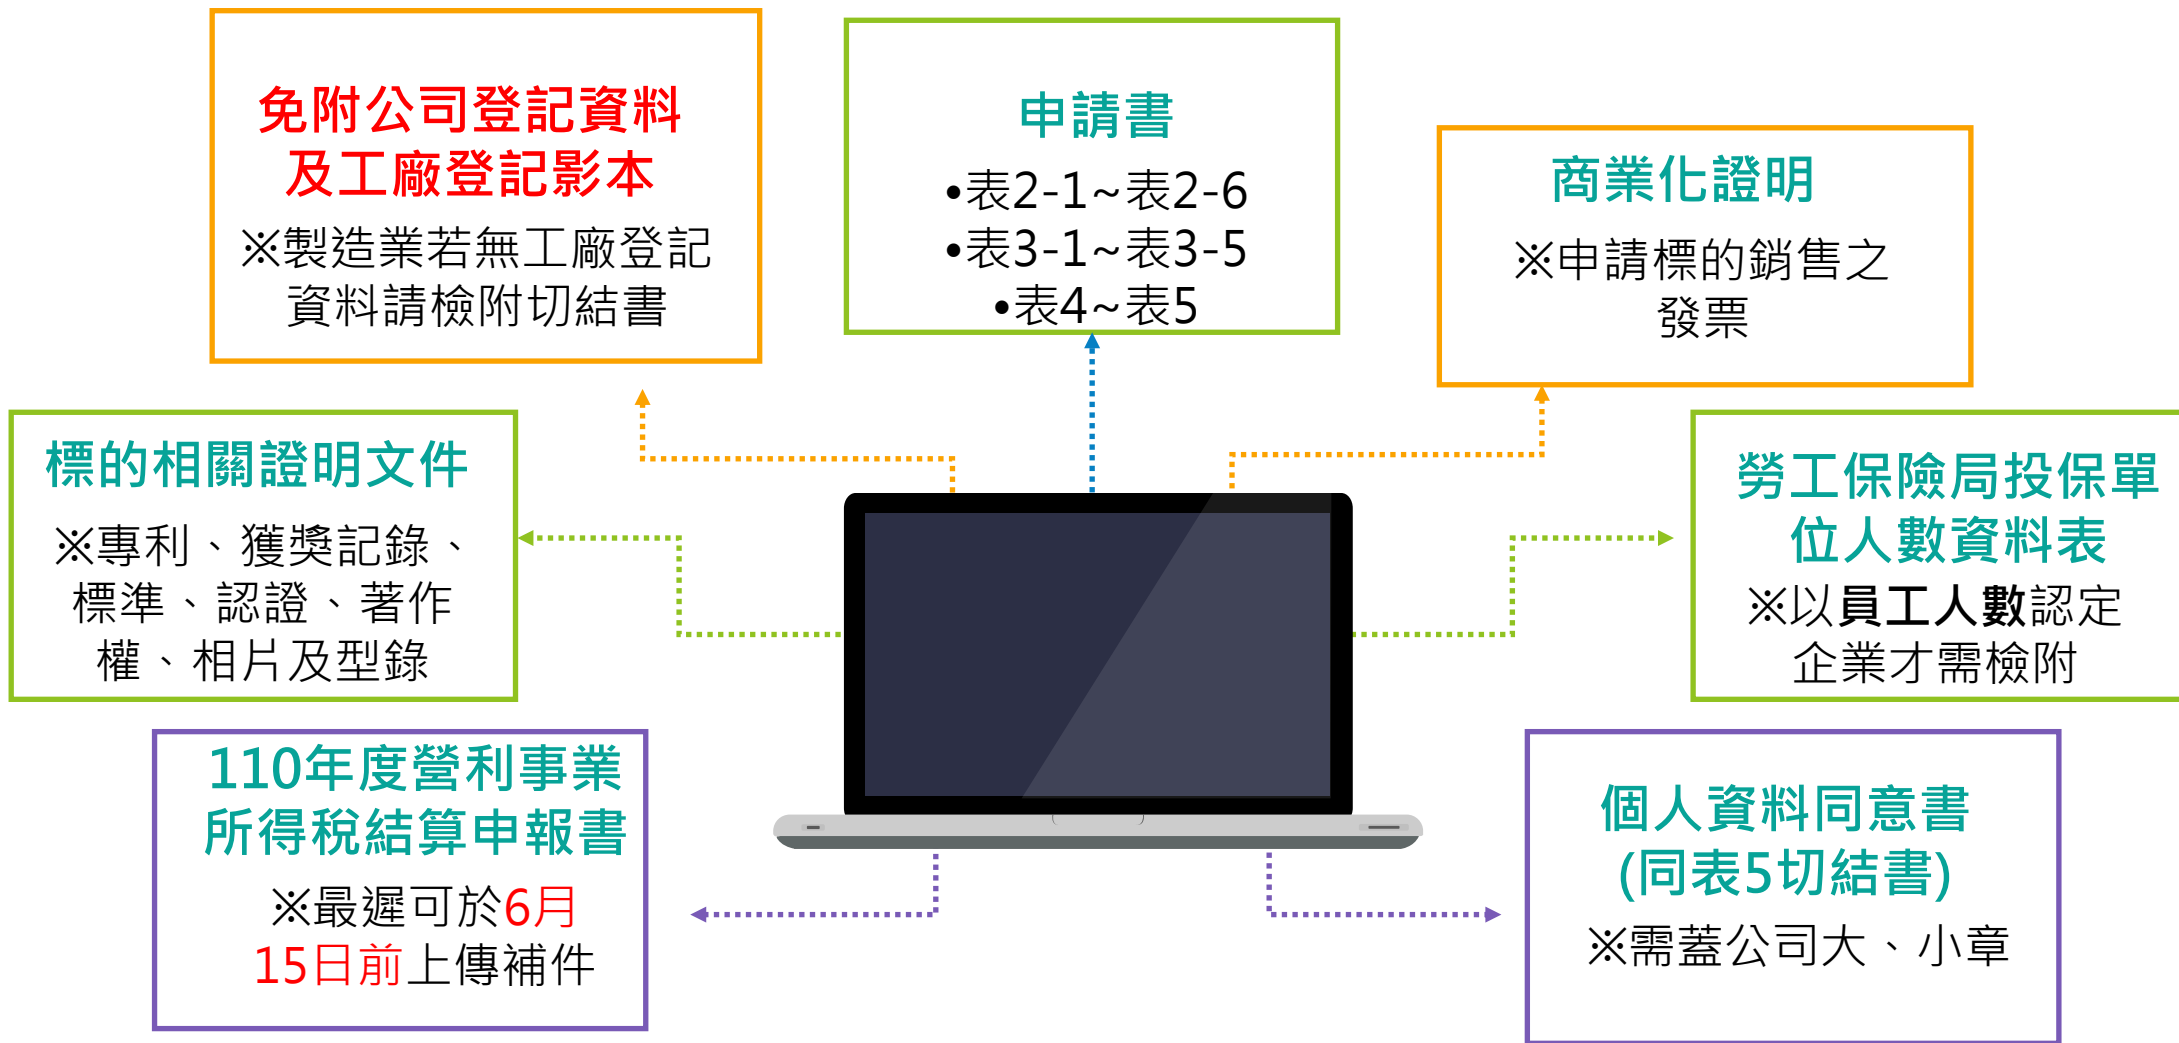 免附公司登記資料
及工廠登記影本
※製造業若無工廠登記
資料請檢附切結書
申請書
•表2-1~表2-6
•表3-1~表3-5
•表4~表5
商業化證明
※申請標的銷售之
發票
標的相關證明文件
※專利、獲獎記錄、
標準、認證、著作
權、相片及型錄
勞工保險局投保單
位人數資料表
※以員工人數認定
企業才需檢附
110年度營利事業
所得稅結算申報書
※最遲可於6月
15日前上傳補件
個人資料同意書
(同表5切結書)
※需蓋公司大、小章